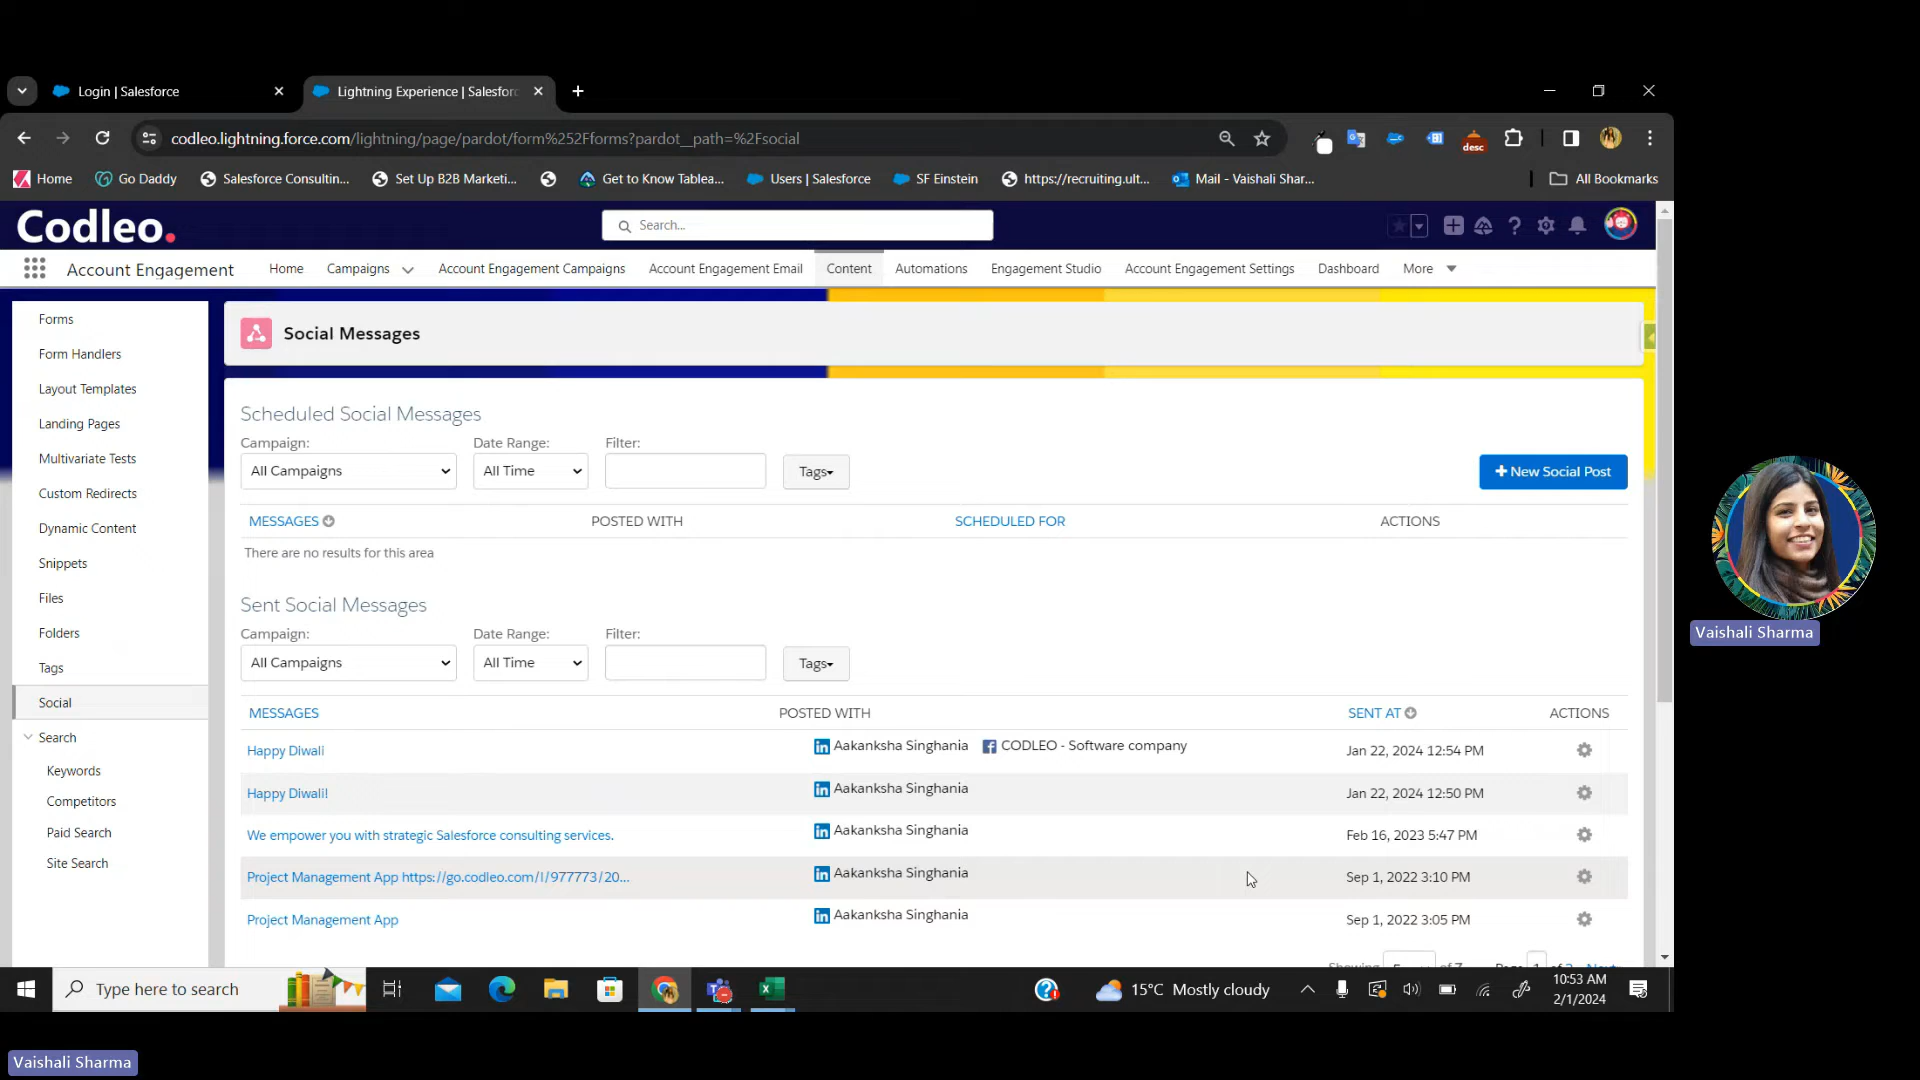 Login | Salesforce
Lightning Experience | Salesforc
codleo.lightning.force.com/lightning/page/pardot/form%252Fforms?pardot__path=%2Fsocial
desc
Home
Go Daddy
Salesforce Consultin...
Set Up B2B Marketi...
Get to Know Tablea...
Users | Salesforce
SF Einstein
https://recruiting.ult...
Mail - Vaishali Shar...
All Bookmarks
Codleo.
Search...
Account Engagement
Home
Campaigns
Account Engagement Campaigns
Account Engagement Email
Content
Automations
Engagement Studio
Account Engagement Settings
Dashboard
More
Forms
Form Handlers
Layout Templates
Landing Pages
Multivariate Tests
Custom Redirects
Dynamic Content
Snippets
Files
Folders
Tags
Social
Search
Keywords
Competitors
Paid Search
Site Search
Social Messages
Scheduled Social Messages
Campaign: Date Range: Filter:
All Campaigns All Time Tags
+ New Social Post
MESSAGES POSTED WITH SCHEDULED FOR ACTIONS
There are no results for this area
Sent Social Messages
Campaign: Date Range: Filter:
All Campaigns All Time Tags
MESSAGES POSTED WITH SENT AT ACTIONS
Happy Diwali Aakanksha Singhania CODLEO - Software company Jan 22, 2024 12:54 PM
Happy Diwali! Aakanksha Singhania Jan 22, 2024 12:50 PM
We empower you with strategic Salesforce consulting services. Aakanksha Singhania Feb 16, 2023 5:47 PM
Project Management App https://go.codleo.com/l/977773/20... Aakanksha Singhania Sep 1, 2022 3:10 PM
Project Management App Aakanksha Singhania Sep 1, 2022 3:05 PM
Vaishali Sharma
Type here to search
15°C Mostly cloudy
10:53 AM
2/1/2024
Vaishali Sharma